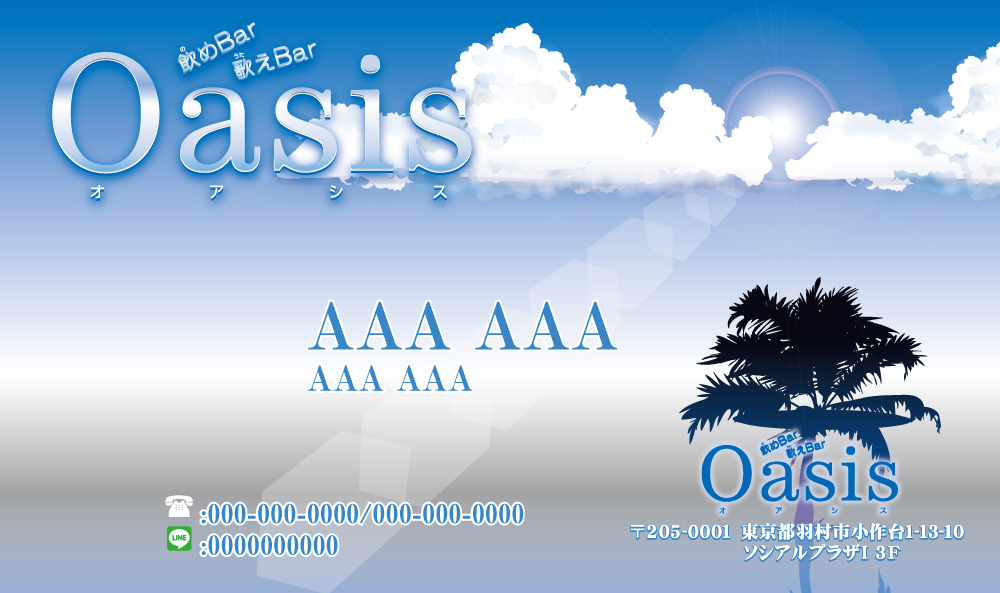 飲めBar
歌えBar
Oasis
オアシス
AAA AAA
AAA AAA
:000-000-0000/000-000-0000
LINE :0000000000
飲めBar
歌えBar
Oasis
オアシス
〒205-0001 東京都羽村市小作台1-13-10
ソシアルプラザI 3F